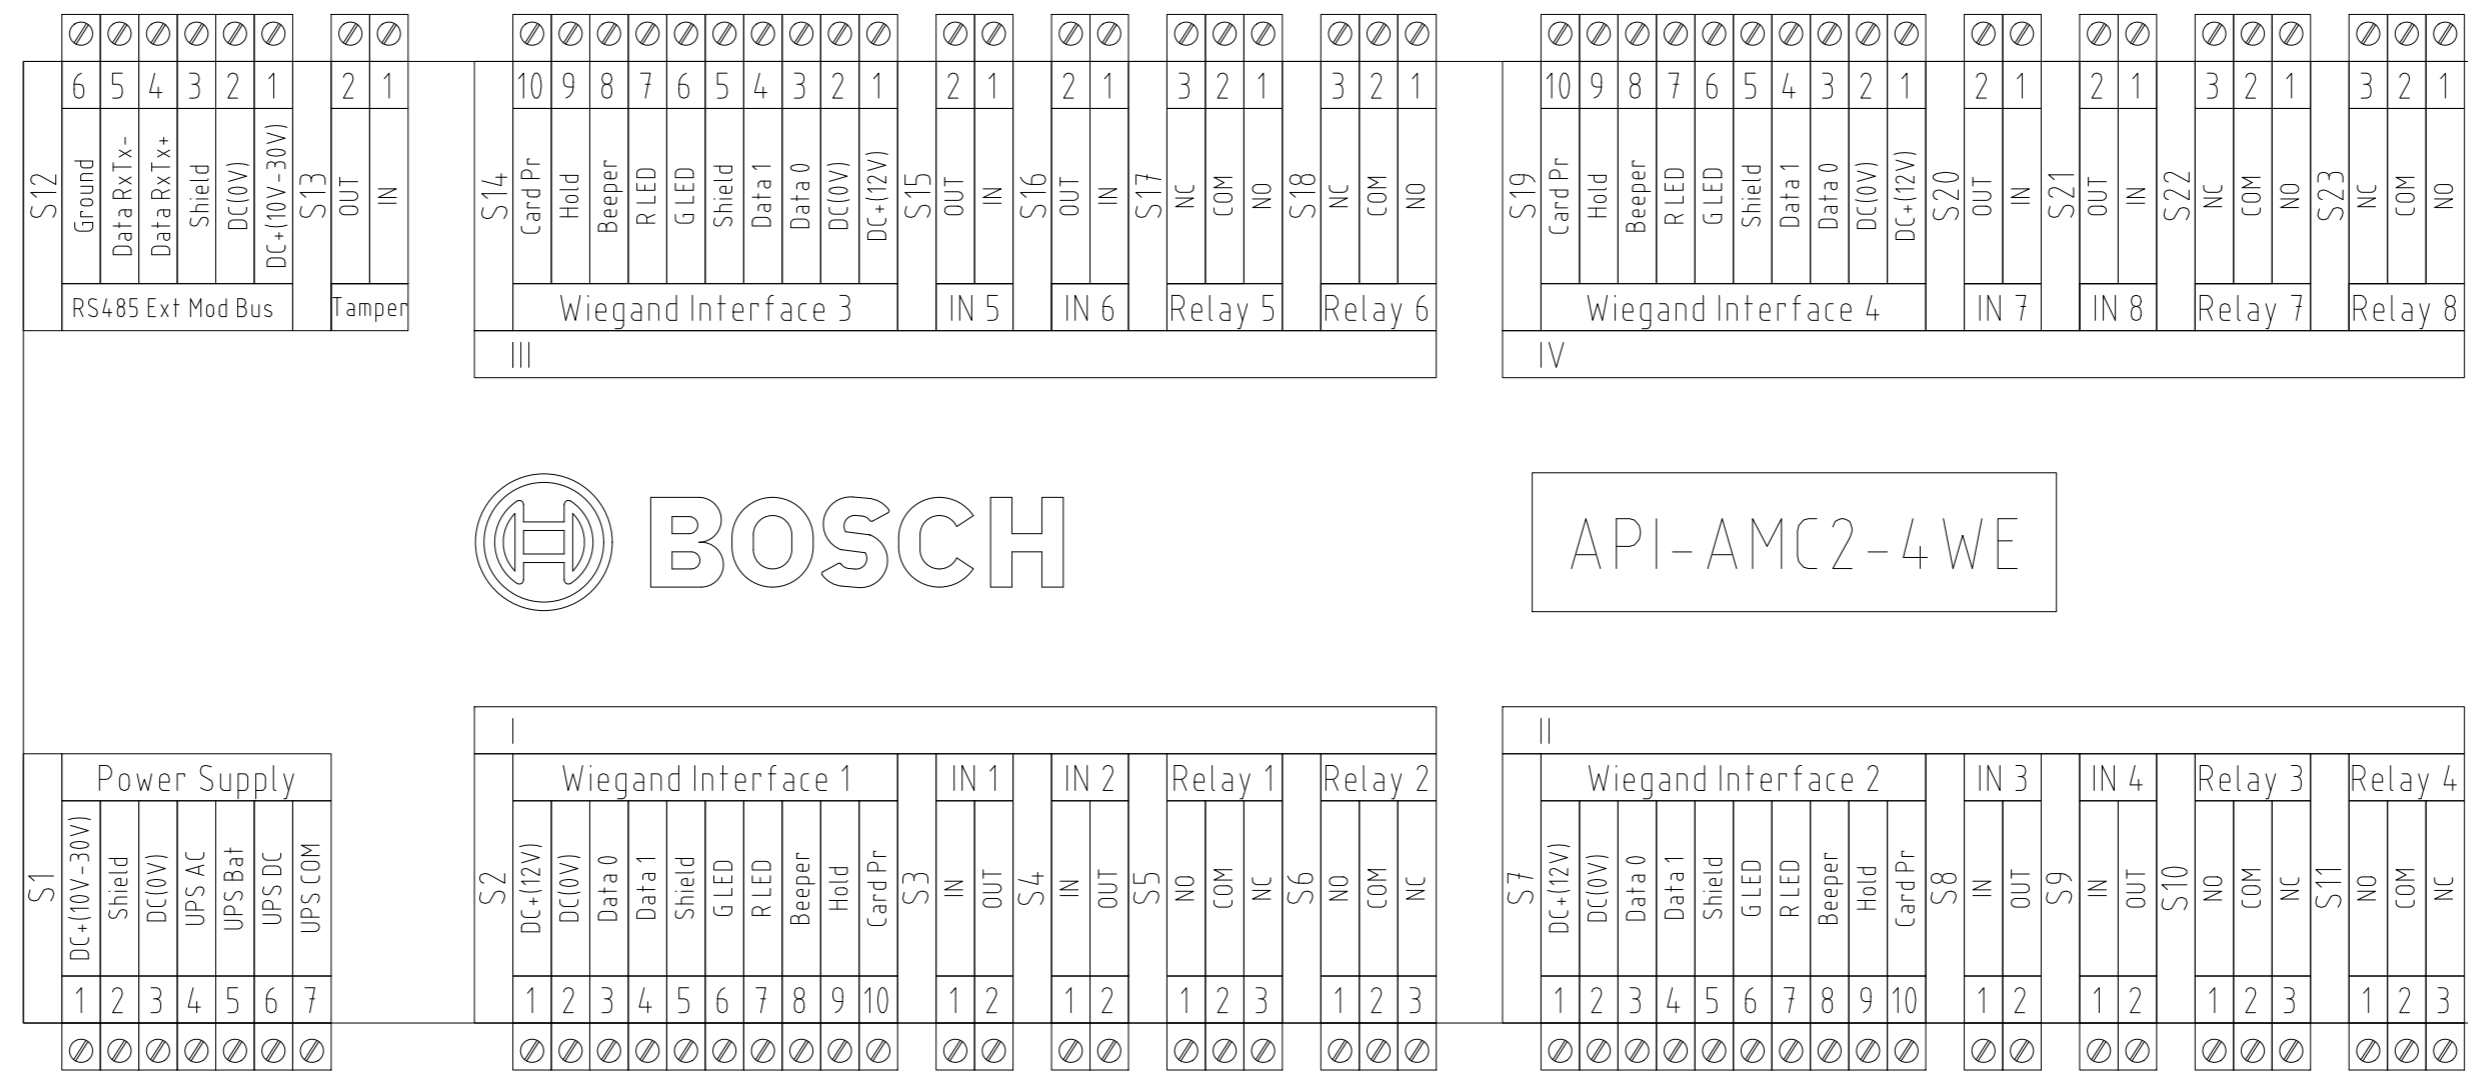 6 5 4 3 2 1 2 1 10 9 8 7 6 5 4 3 2 1 2 1 2 1 3 2 1 3 2 1 10 9 8 7 6 5 4 3 2 1 2 1 2 1 3 2 1 3 2 1
S12 Ground Data RxTx- Data RxTx+ Shield DC(0V) DC+(10V-30V) S13 OUT IN S14 Card Pr Hold Beeper R LED G LED Shield Data 1 Data 0 DC(0V) DC+(12V) S15 OUT IN S16 OUT IN S17 NC COM NO S18 NC COM NO S19 Card Pr Hold Beeper R LED G LED Shield Data 1 Data 0 DC(0V) DC+(12V) S20 OUT IN S21 OUT IN S22 NC COM NO S23 NC COM NO
RS485 Ext Mod Bus Tamper Wiegand Interface 3 IN 5 IN 6 Relay 5 Relay 6 Wiegand Interface 4 IN 7 IN 8 Relay 7 Relay 8
III IV
BOSCH API-AMC2-4WE
I II
Power Supply Wiegand Interface 1 IN 1 IN 2 Relay 1 Relay 2 Wiegand Interface 2 IN 3 IN 4 Relay 3 Relay 4
S1 DC+(10V-30V) Shield DC(0V) UPS AC UPS Bat UPS DC UPS COM S2 DC+(12V) DC(0V) Data 0 Data 1 Shield G LED R LED Beeper Hold Card Pr S3 IN OUT S4 IN OUT S5 NO COM NC S6 NO COM NC S7 DC+(12V) DC(0V) Data 0 Data 1 Shield G LED R LED Beeper Hold Card Pr S8 IN OUT S9 IN OUT S10 NO COM NC S11 NO COM NC
1 2 3 4 5 6 7 1 2 3 4 5 6 7 8 9 10 1 2 1 2 1 2 3 1 2 3 1 2 3 4 5 6 7 8 9 10 1 2 1 2 1 2 3 1 2 3